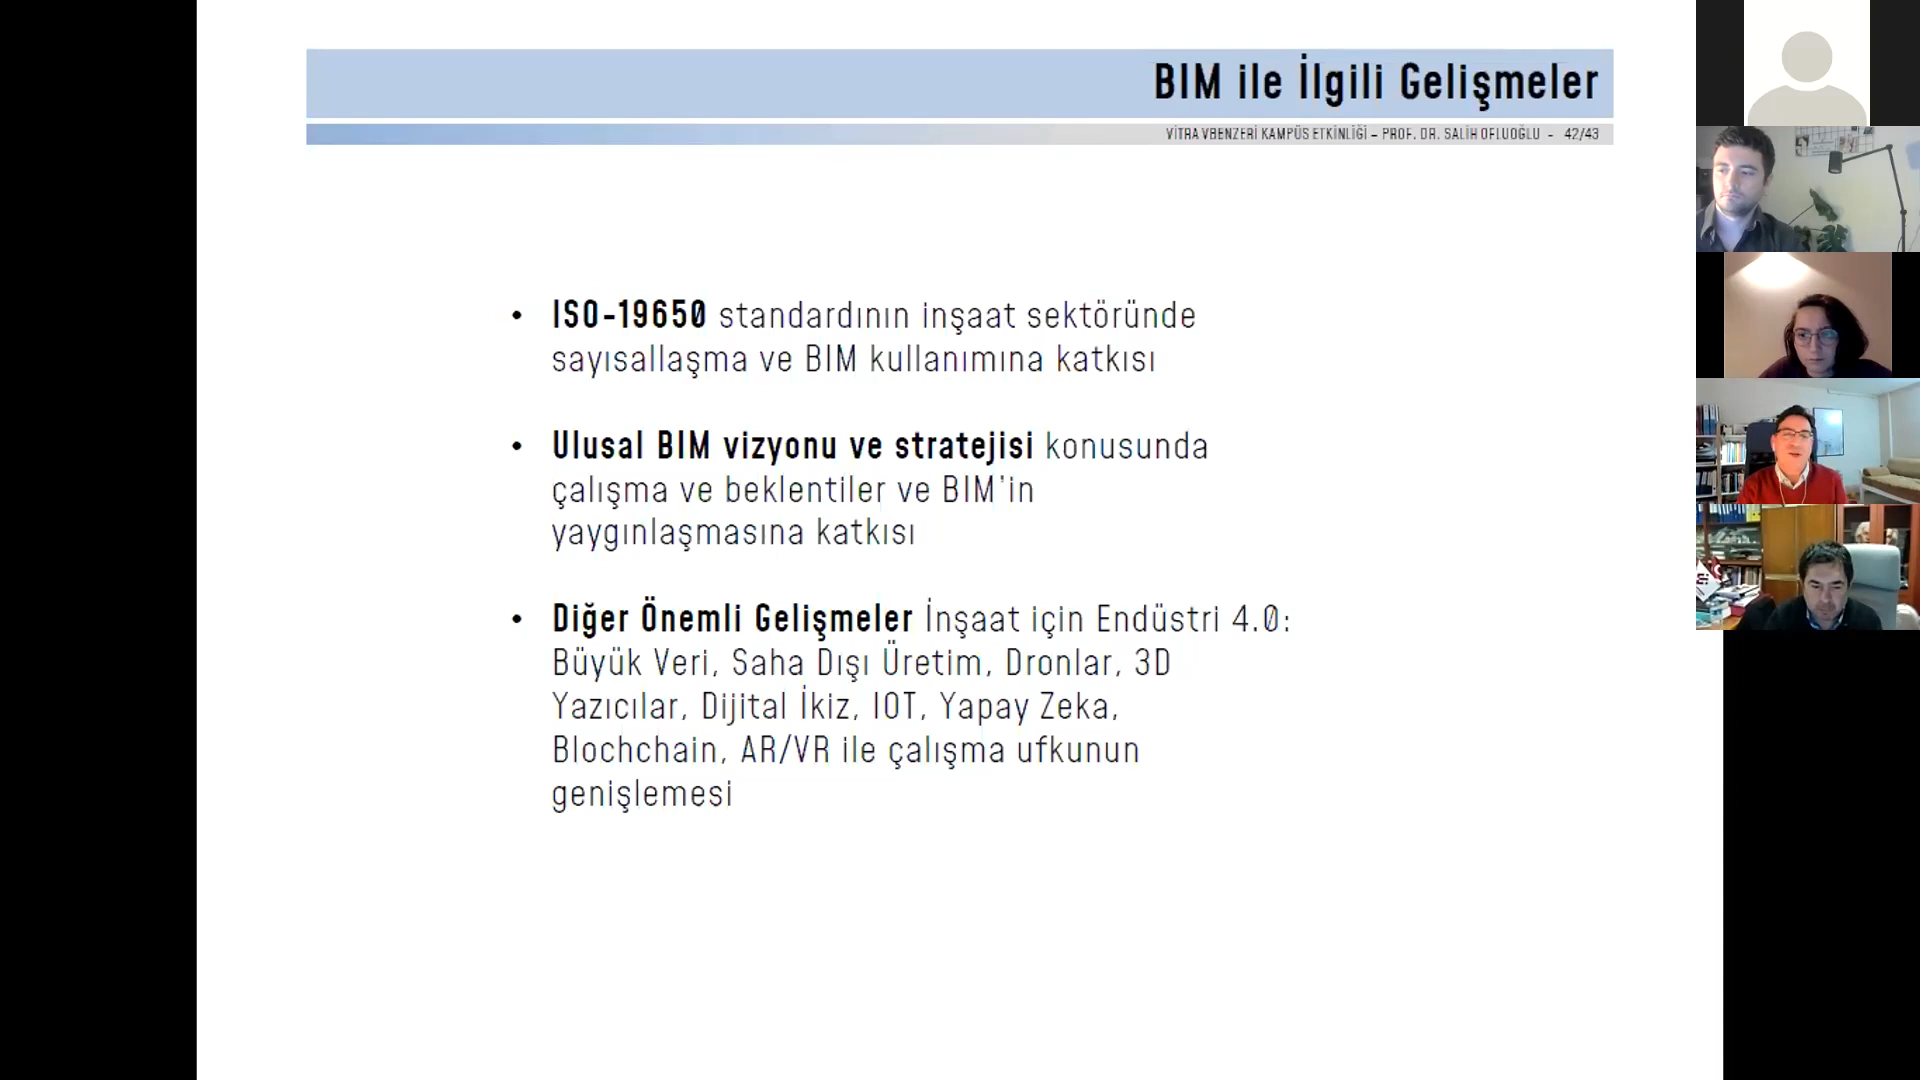 BIM ile İlgili Gelişmeler
VİTRA VBENZERİ KAMPÜS ETKİNLİĞİ – PROF. DR. SALİH OFLUOĞLU - 42/43
• ISO-19650 standardının inşaat sektöründe
sayısallaşma ve BIM kullanımına katkısı
• Ulusal BIM vizyonu ve stratejisi konusunda
çalışma ve beklentiler ve BIM'in
yaygınlaşmasına katkısı
• Diğer Önemli Gelişmeler İnşaat için Endüstri 4.0:
Büyük Veri, Saha Dışı Üretim, Dronlar, 3D
Yazıcılar, Dijital İkiz, IOT, Yapay Zeka,
Blochchain, AR/VR ile çalışma ufkunun
genişlemesi